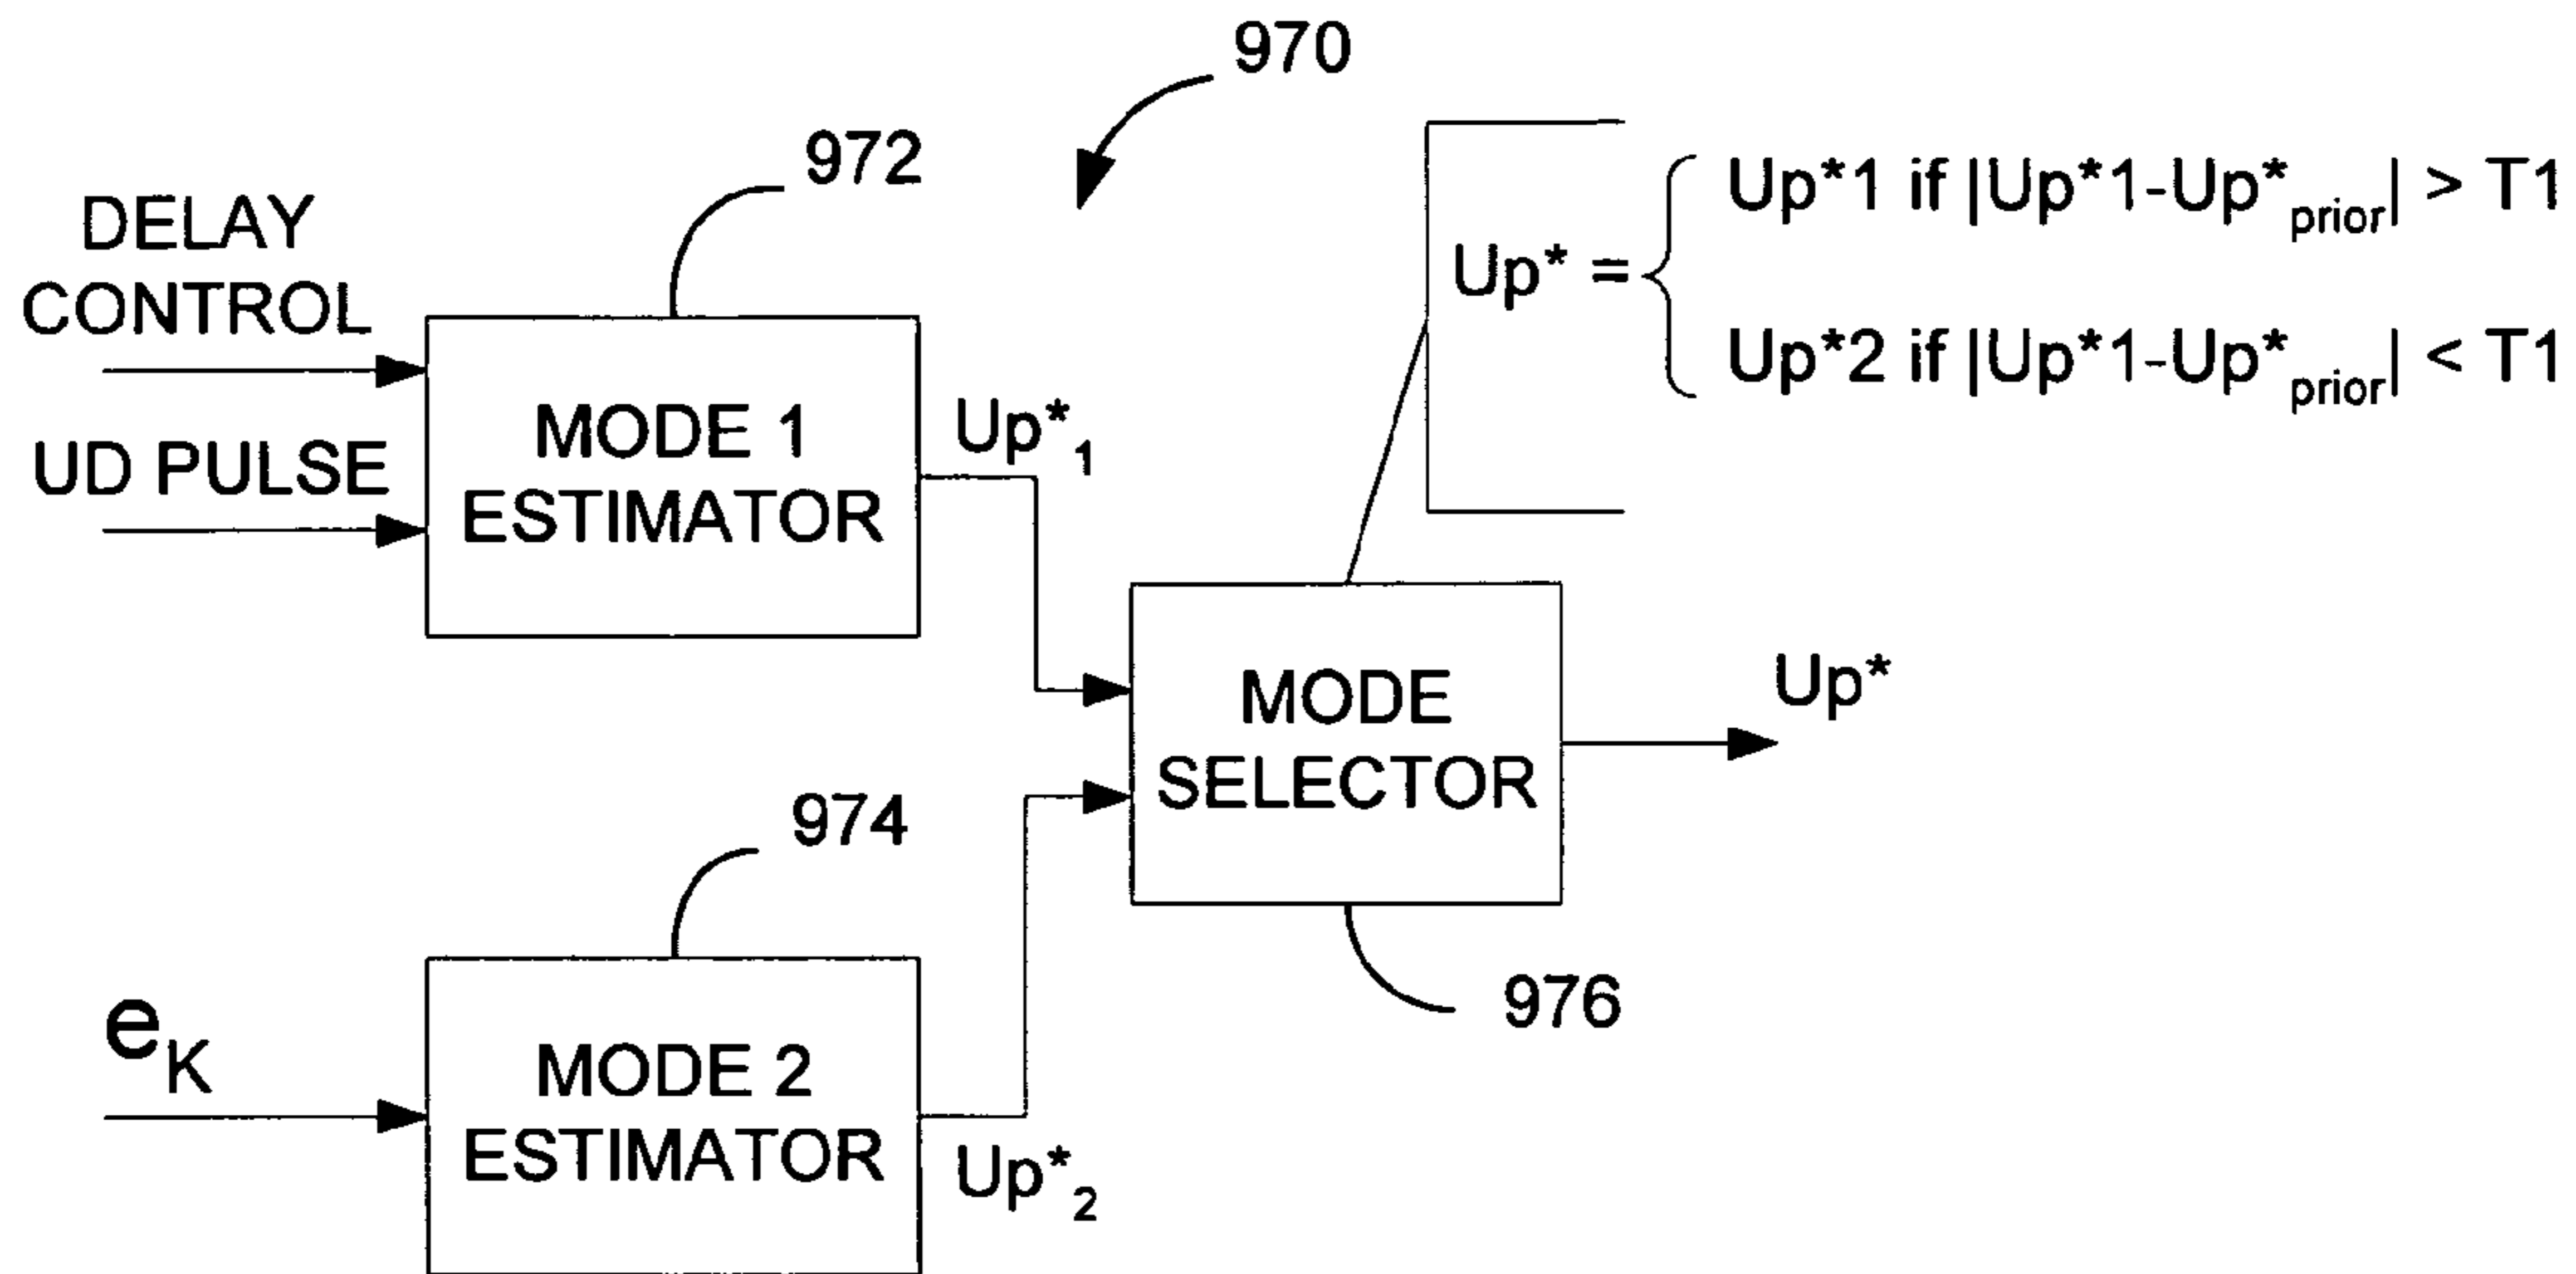 970
972
DELAY
CONTROL
UD PULSE
MODE 1
ESTIMATOR
Up*1
Up* =
Up*1 if |Up*1-Up*prior| > T1
Up*2 if |Up*1-Up*prior| < T1
MODE
SELECTOR
Up*
974
976
eK
MODE 2
ESTIMATOR
Up*2